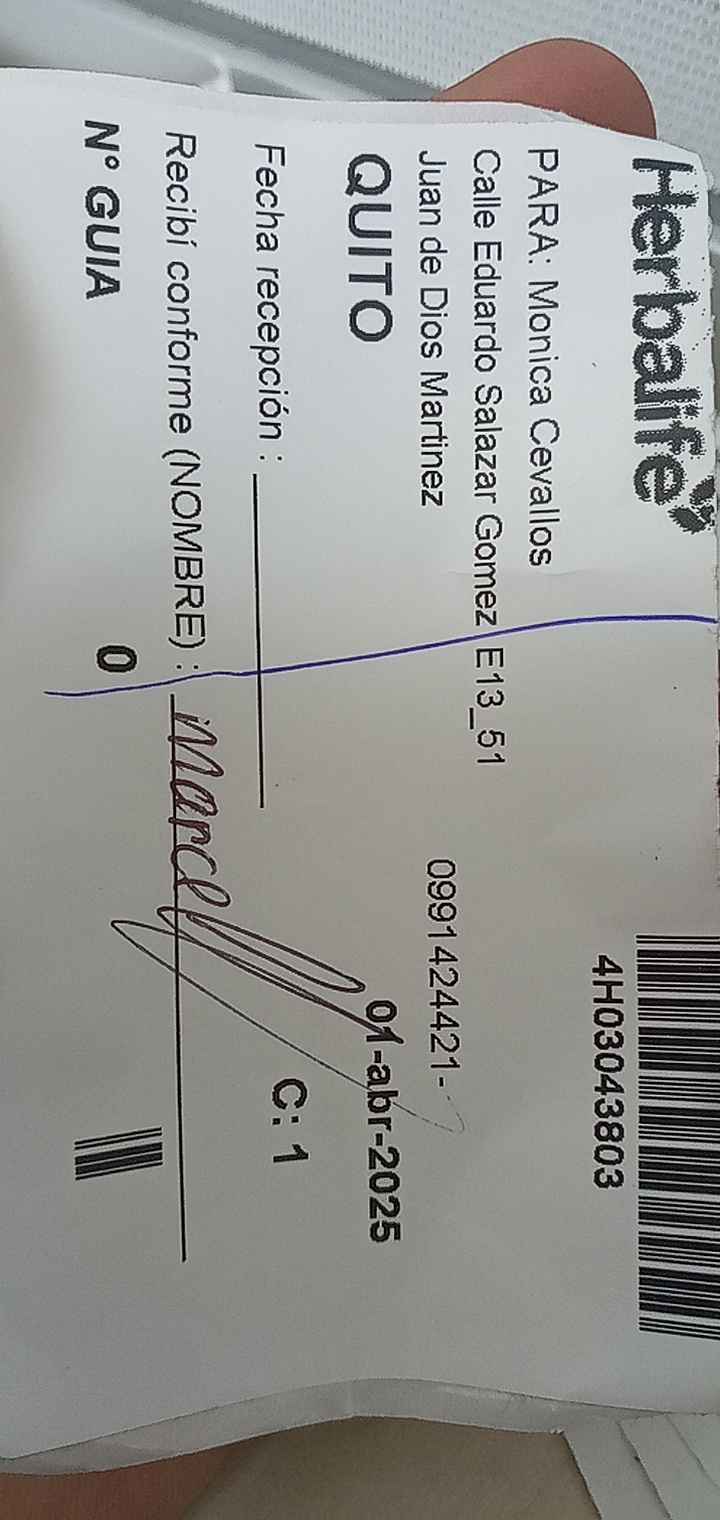 Herbalife
4H03043803
PARA: Monica Cevallos
Calle Eduardo Salazar Gomez E13_51
Juan de Dios Martinez 0991424421-
QUITO 01-abr-2025
Fecha recepción : C: 1
Recibí conforme (NOMBRE) :
N° GUIA 0